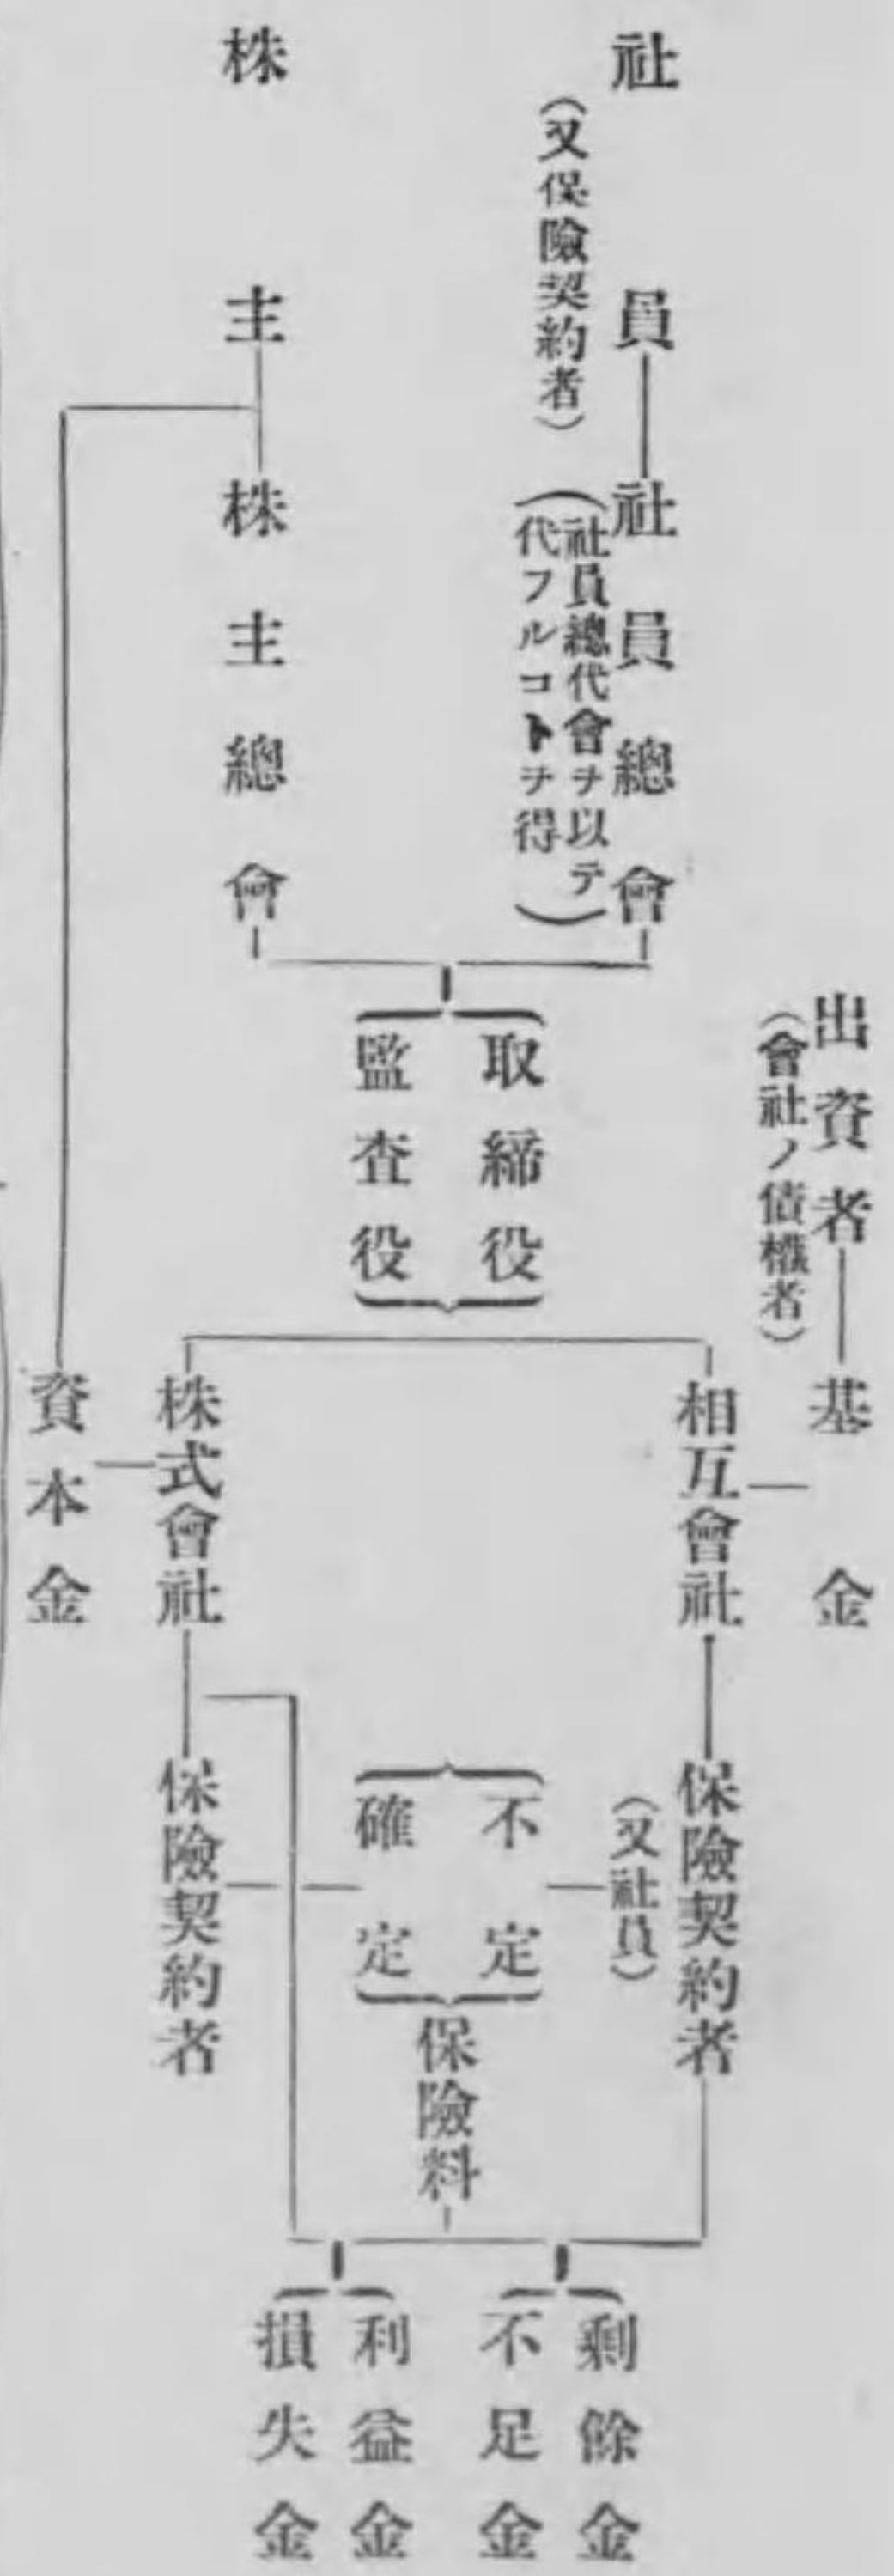 出資者
(會社ノ債權者)
基金
社員
(又保險契約者)
社員總會
(社員總代會ヲ以テ
代フルコトヲ得)
相互會社
保險契約者
(又社員)
取締役
監査役
不定
確定
保險料
剩餘金
不足金
利益金
損失金
株主
株主總會
株式會社
保險契約者
資本金